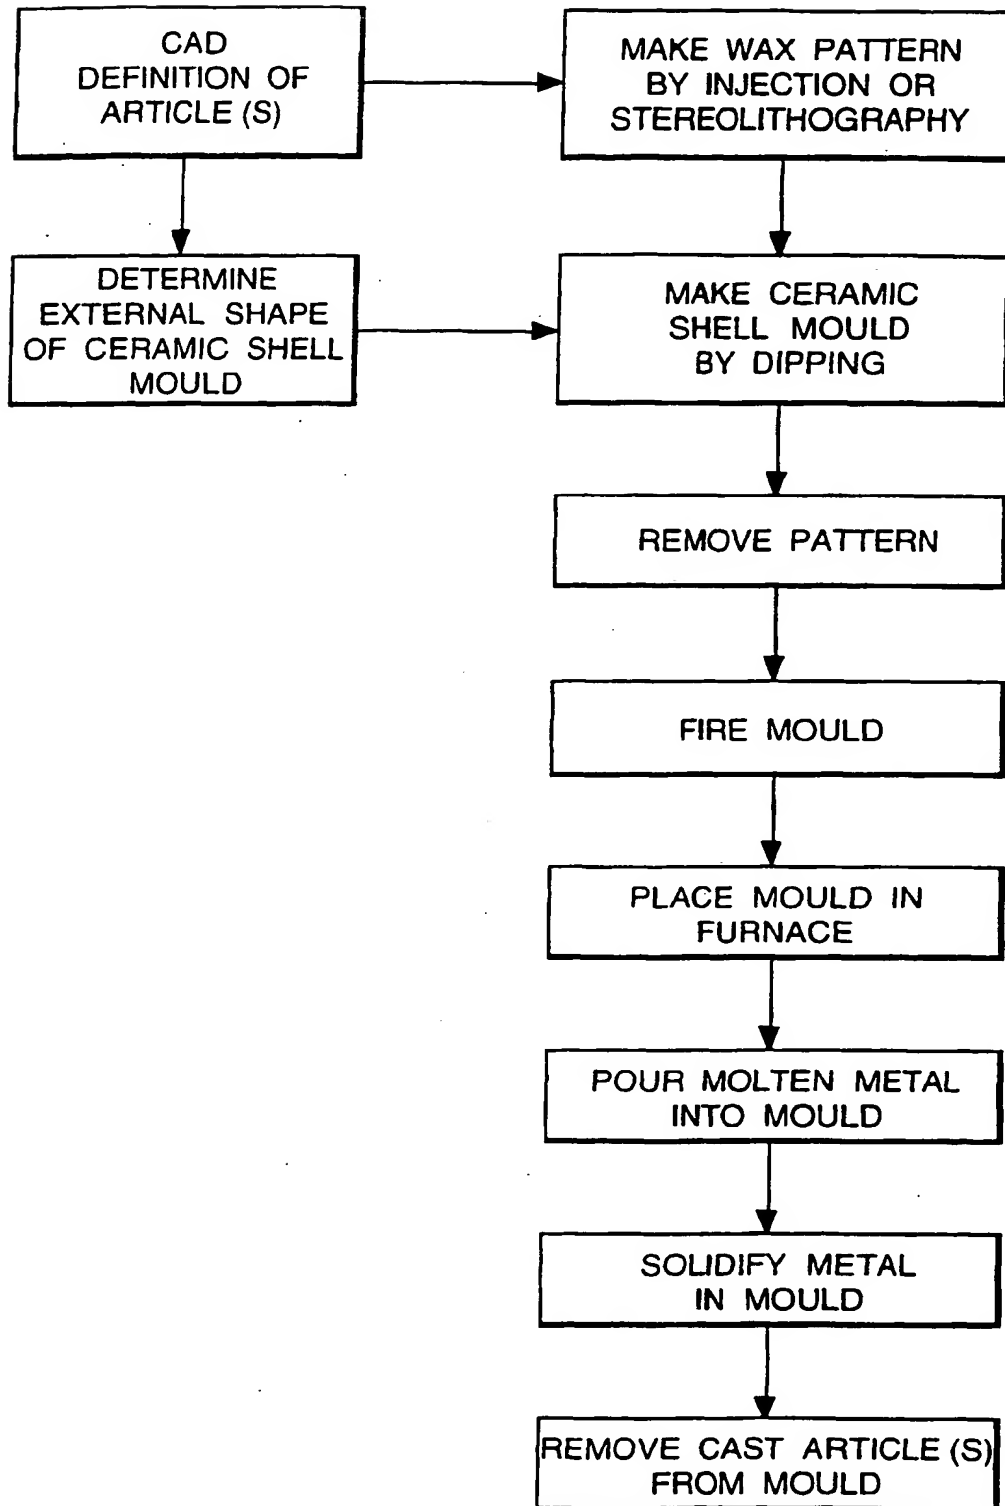 CAD
DEFINITION OF
ARTICLE (S)
MAKE WAX PATTERN
BY INJECTION OR
STEREOLITHOGRAPHY
DETERMINE
EXTERNAL SHAPE
OF CERAMIC SHELL
MOULD
MAKE CERAMIC
SHELL MOULD
BY DIPPING
REMOVE PATTERN
FIRE MOULD
PLACE MOULD IN
FURNACE
POUR MOLTEN METAL
INTO MOULD
SOLIDIFY METAL
IN MOULD
REMOVE CAST ARTICLE (S)
FROM MOULD